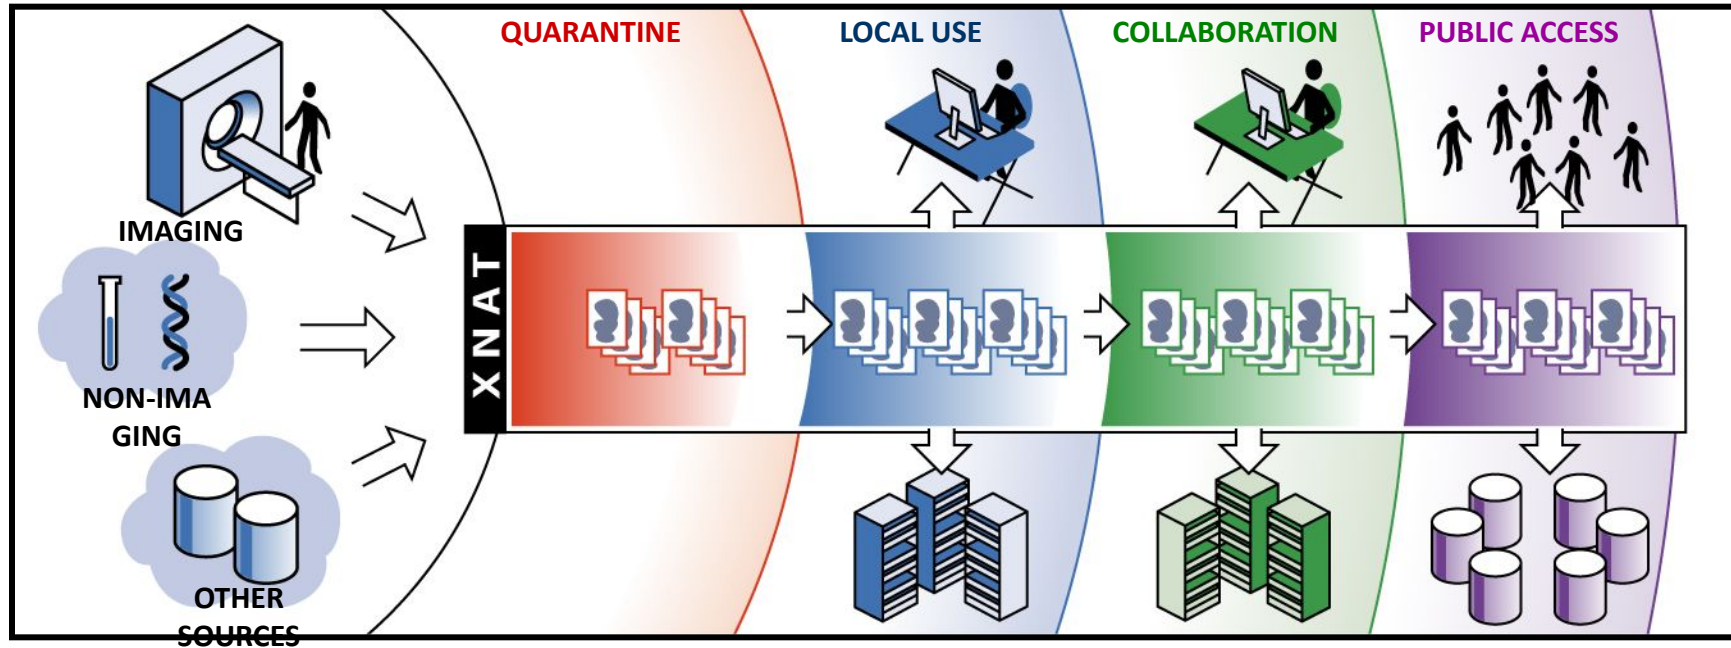 QUARANTINE
LOCAL USE
COLLABORATION
PUBLIC ACCESS
IMAGING
NON-IMA
GING
OTHER
SOURCES
XNAT